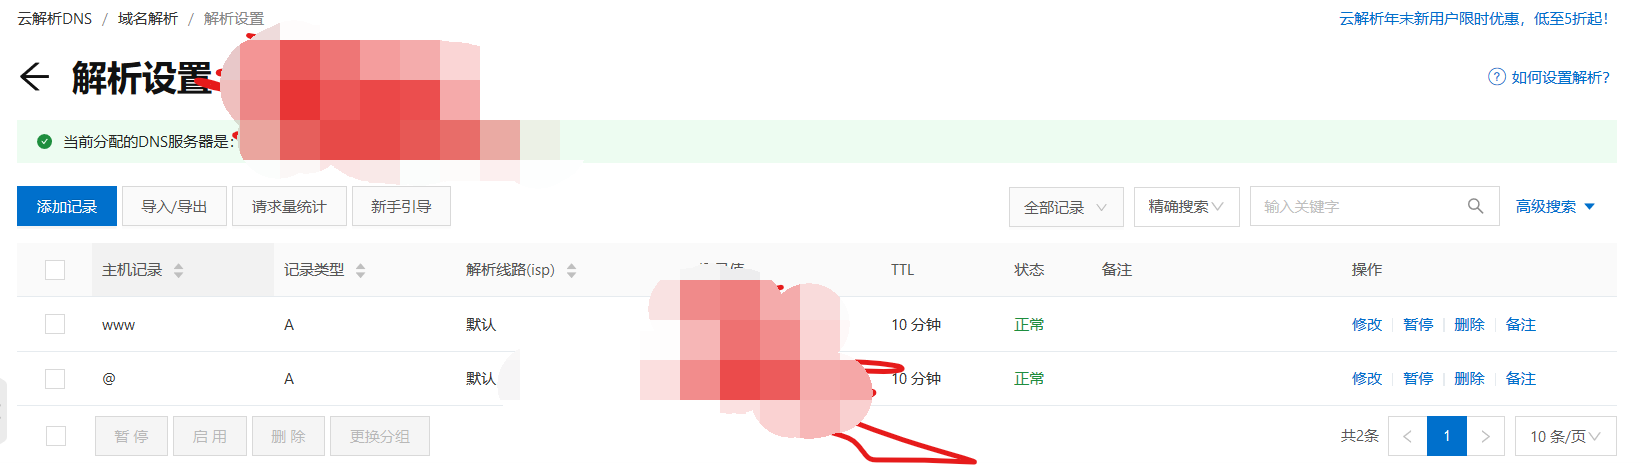 云解析DNS / 域名解析 / 解析设置
云解析年末新用户限时优惠，低至5折起！
解析设置
如何设置解析？
当前分配的DNS服务器是：
添加记录 导入/导出 请求量统计 新手引导 全部记录 精确搜索 输入关键字 高级搜索
主机记录 记录类型 解析线路(isp) TTL 状态 备注 操作
www A 默认 10 分钟 正常 修改 暂停 删除 备注
@ A 默认 10 分钟 正常 修改 暂停 删除 备注
暂停 启用 删除 更换分组 共2条 < 1 > 10 条/页